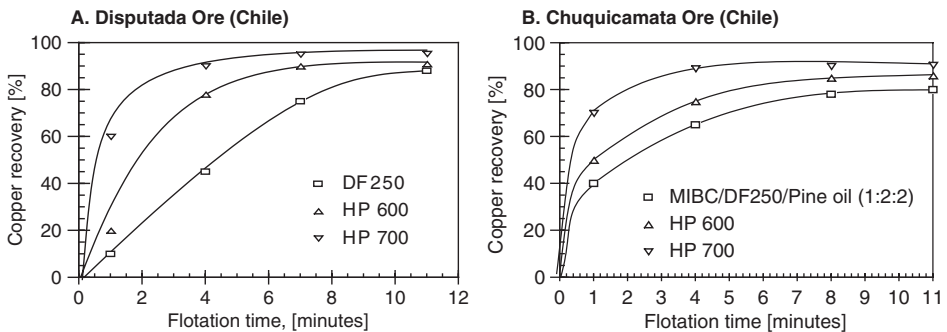 A. Disputada Ore (Chile)
Copper recovery [%]
100
80
60
40
20
0
DF250
HP 600
HP 700
0 2 4 6 8 10 12
Flotation time, [minutes]
B. Chuquicamata Ore (Chile)
Copper recovery [%]
100
80
60
40
20
0
MIBC/DF250/Pine oil (1:2:2)
HP 600
HP 700
0 1 2 3 4 5 6 7 8 9 10 11
Flotation time, [minutes]